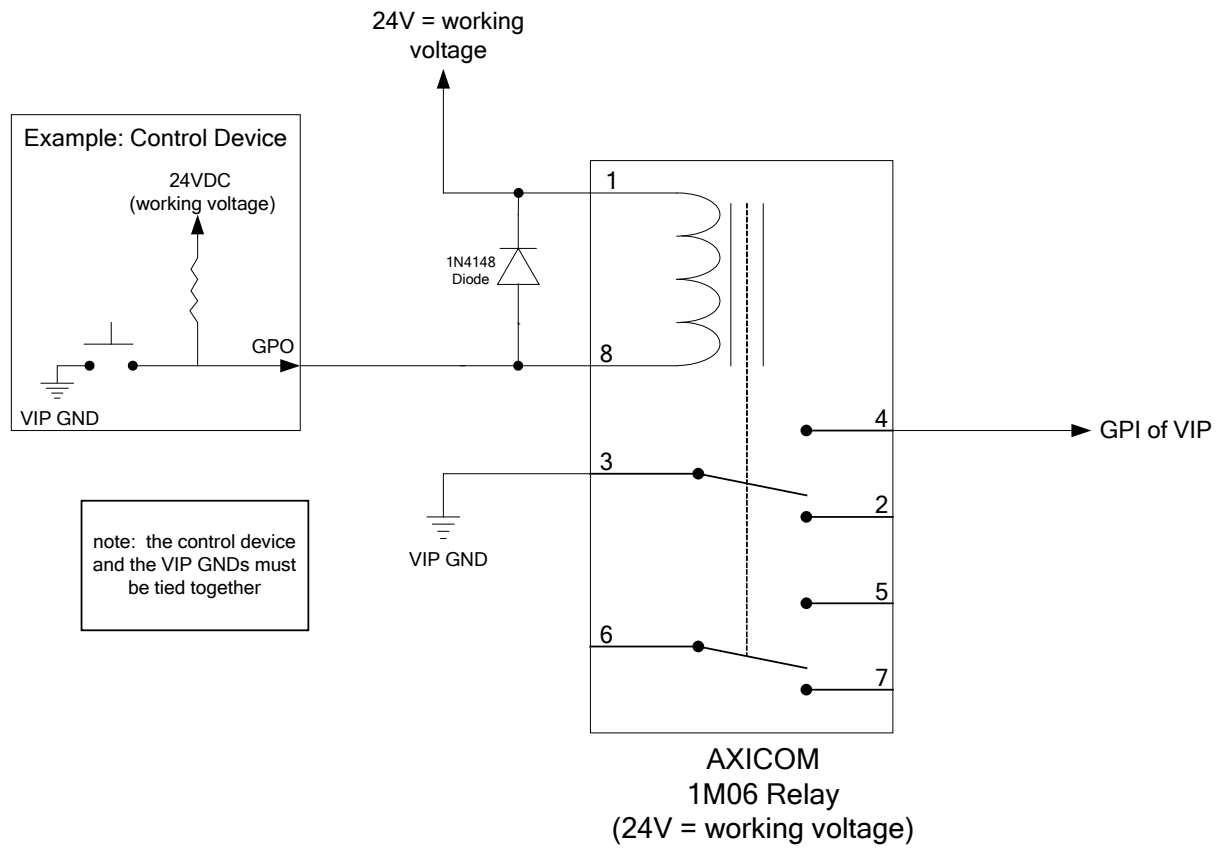 24V = working
voltage
Example: Control Device
24VDC
(working voltage)
1
1N4148
Diode
GPO
8
VIP GND
4
GPI of VIP
3
2
VIP GND
note: the control device
and the VIP GNDs must
be tied together
5
6
7
AXICOM
1M06 Relay
(24V = working voltage)